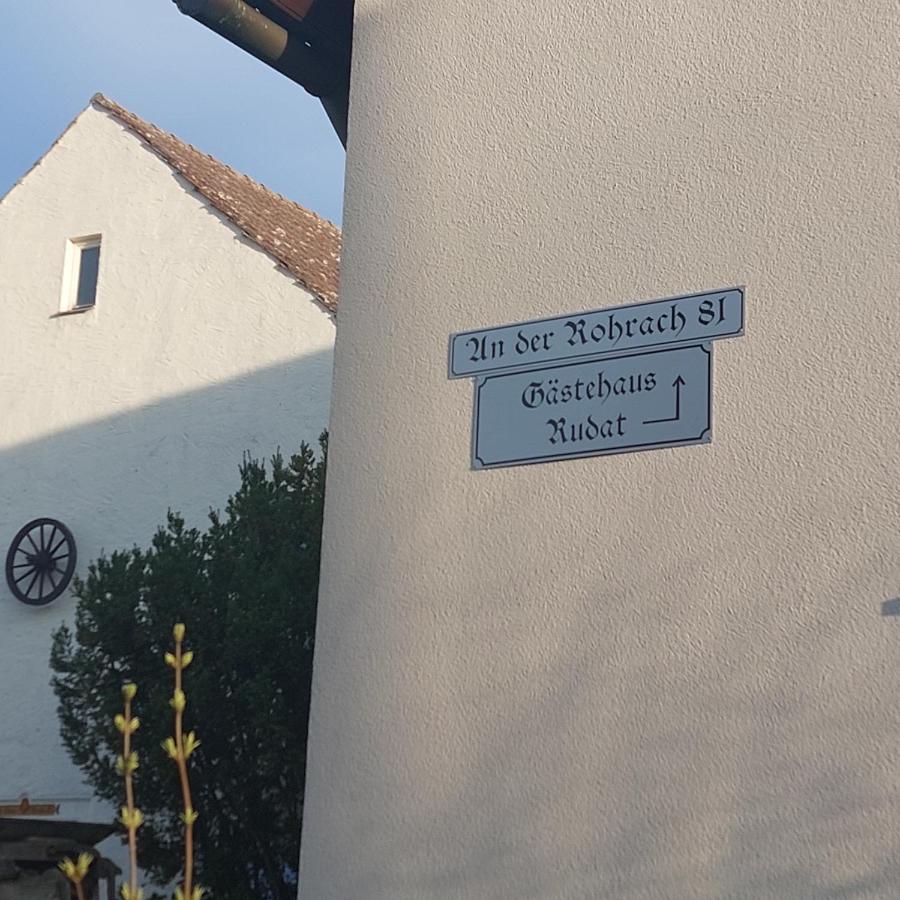 An der Rohrach 81
Gästehaus
Rudat